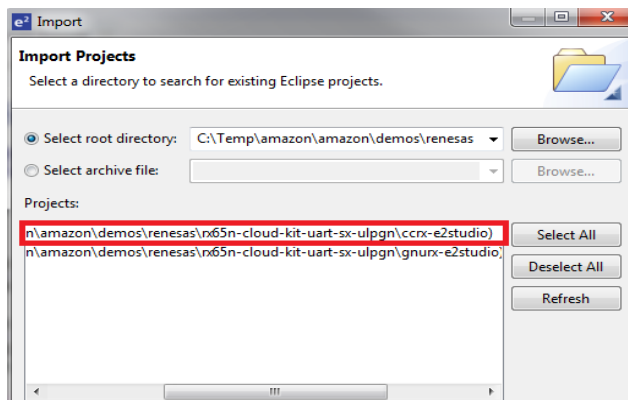 e² Import
Import Projects
Select a directory to search for existing Eclipse projects.
Select root directory: C:\Temp\amazon\amazon\demos\renesas Browse...
Select archive file: Browse...
Projects:
n\amazon\demos\renesas\rx65n-cloud-kit-uart-sx-ulpgn\ccrx-e2studio) Select All
n\amazon\demos\renesas\rx65n-cloud-kit-uart-sx-ulpgn\gnurx-e2studio)
Deselect All
Refresh